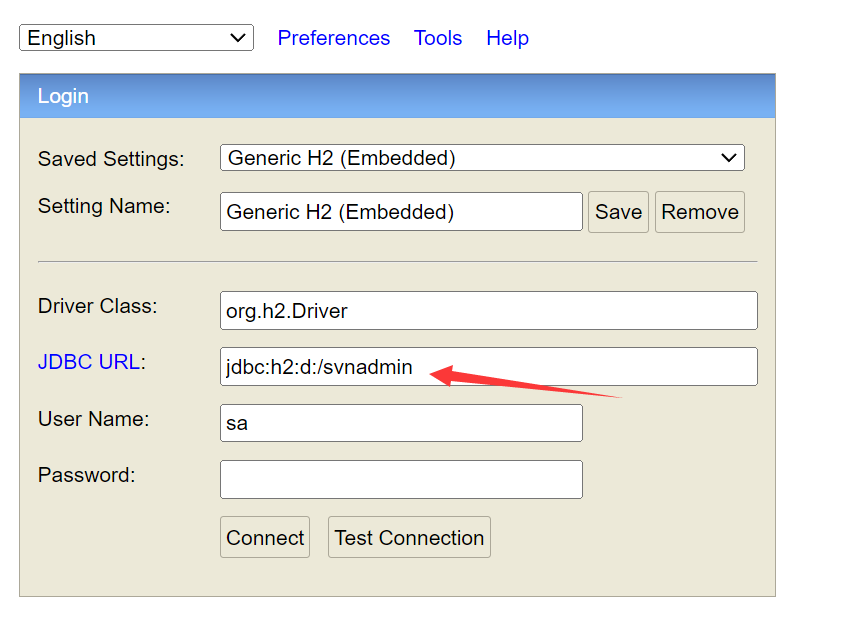 English Preferences Tools Help
Login
Saved Settings: Generic H2 (Embedded)
Setting Name: Generic H2 (Embedded) Save Remove
Driver Class: org.h2.Driver
JDBC URL: jdbc:h2:d:/svnadmin
User Name: sa
Password:
Connect Test Connection